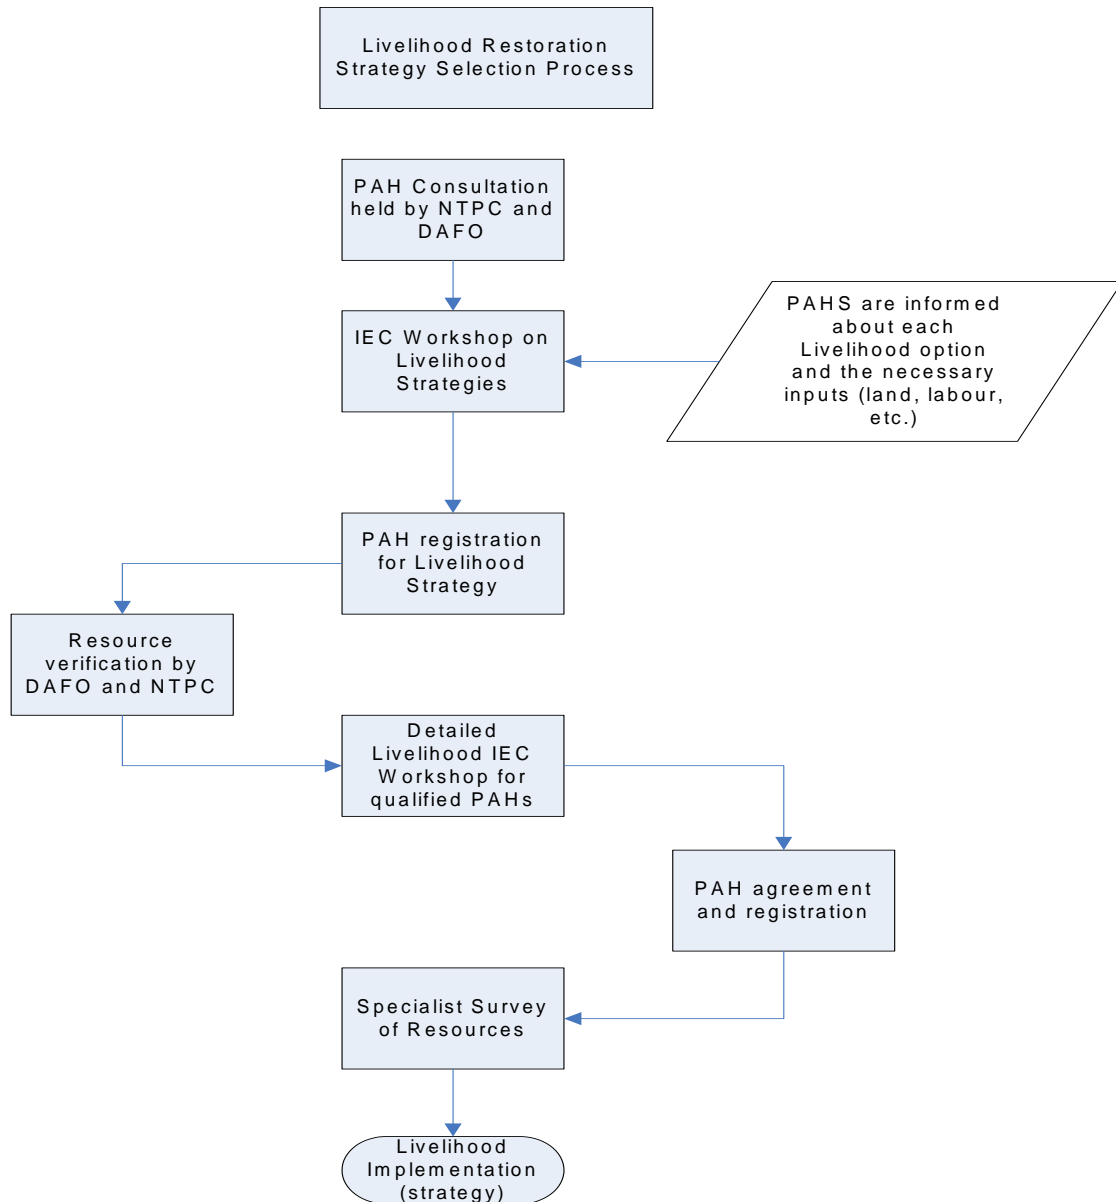 Livelihood Restoration
Strategy Selection Process
PAH Consultation
held by NTPC and
DAFO
IEC Workshop on
Livelihood
Strategies
PAHS are informed
about each
Livelihood option
and the necessary
inputs (land, labour,
etc.)
PAH registration
for Livelihood
Strategy
Resource
verification by
DAFO and NTPC
Detailed
Livelihood IEC
Workshop for
qualified PAHs
PAH agreement
and registration
Specialist Survey
of Resources
Livelihood
Implementation
(strategy)